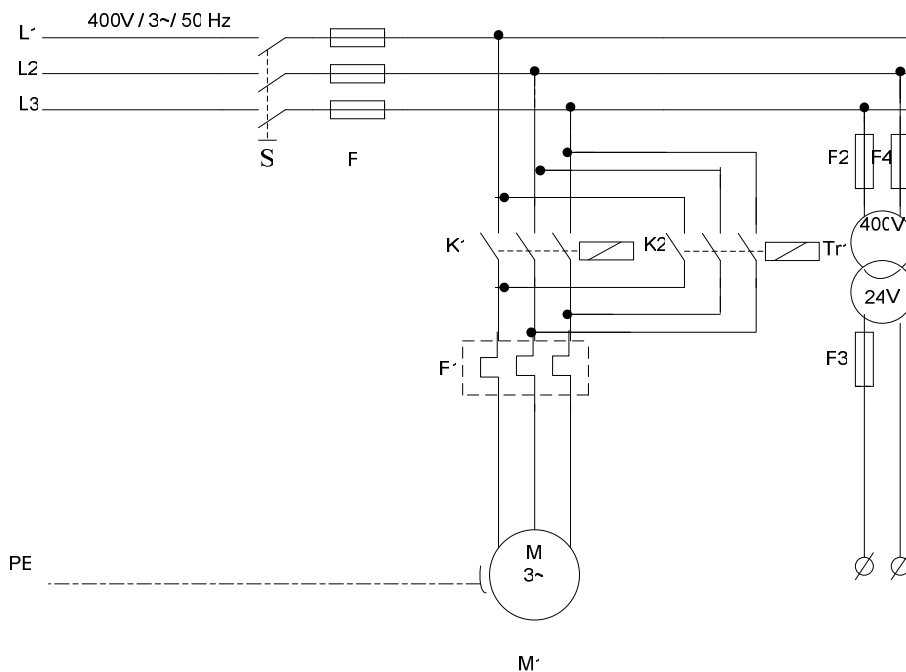 400V / 3~/ 50 Hz
L1
L2
L3
S
F
F2
F4
K1
K2
Tr1
400V
24V
F1
F3
PE
M
3~
M1